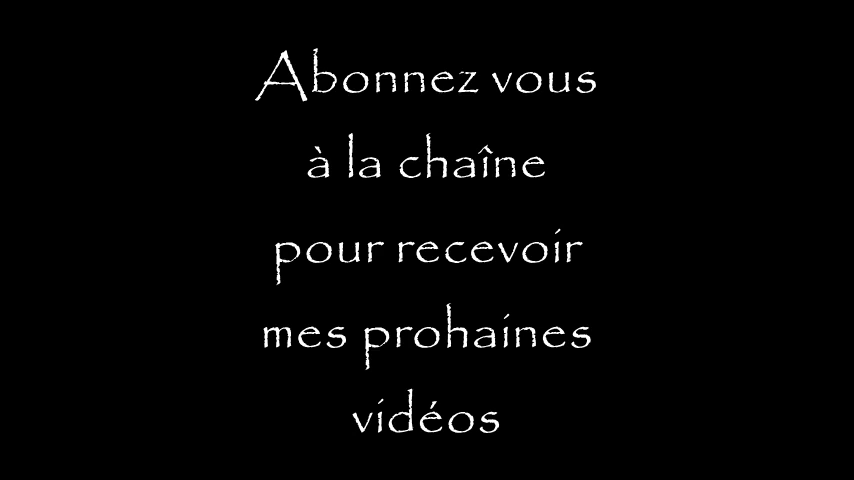 Abonnez vous
à la chaîne
pour recevoir
mes prohaines
vidéos